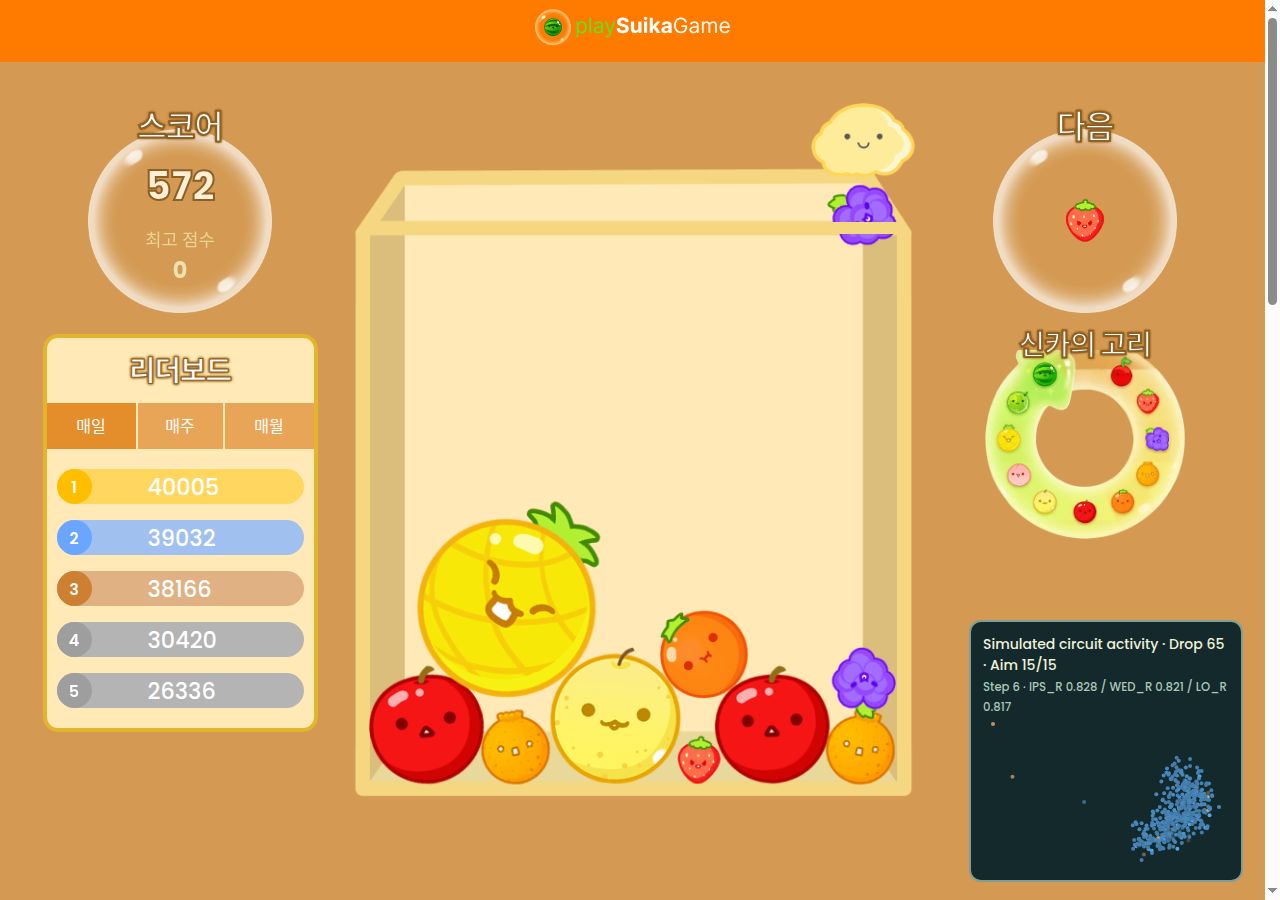 playSuikaGame
스코어
572
최고 점수
0
리더보드
매일 매주 매월
1 40005
2 39032
3 38166
4 30420
5 26336
다음
신카의 고리
Simulated circuit activity · Drop 65
· Aim 15/15
Step 6 · IPS_R 0.828 / WED_R 0.821 / LO_R
0.817